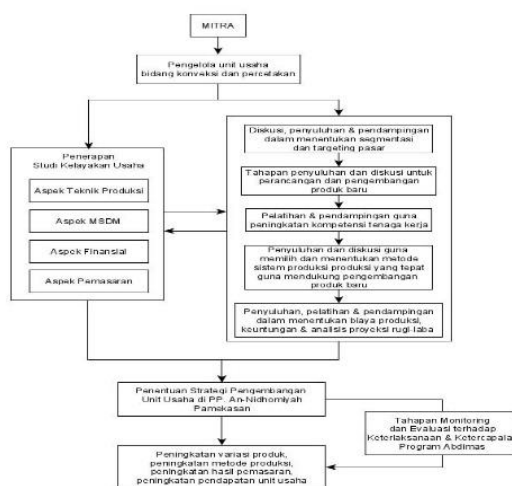 MITRA
Pengelola unit usaha
bidang konveksi dan percetakan
Penerapan
Studi Kelayakan Usaha
Aspek Teknik Produksi
Aspek MSDM
Aspek Finansial
Aspek Pemasaran
Diskusi, penyuluhan & pendampingan
dalam menentukan segmentasi
dan targeting pasar
Tahapan penyuluhan dan diskusi untuk
perancangan dan pengembangan
produk baru
Pelatihan & pendampingan guna
peningkatan kompetensi tenaga kerja
Penyuluhan dan diskusi guna
memilih dan menentukan metode
sistem produksi produksi yang tepat
guna mendukung pengembangan
produk baru
Penyuluhan, pelatihan & pendampingan
dalam menentukan biaya produksi,
keuntungan & analisis proyeksi rugi-laba
Penentuan Strategi Pengembangan
Unit Usaha di PP. An-Nidhomiyah
Pamekasan
Tahapan Monitoring
dan Evaluasi terhadap
Keterlaksanaan & Ketercapaia
Program Abdimas
Peningkatan variasi produk,
peningkatan metode produksi,
peningkatan hasil pemasaran,
peningkatan pendapatan unit usaha